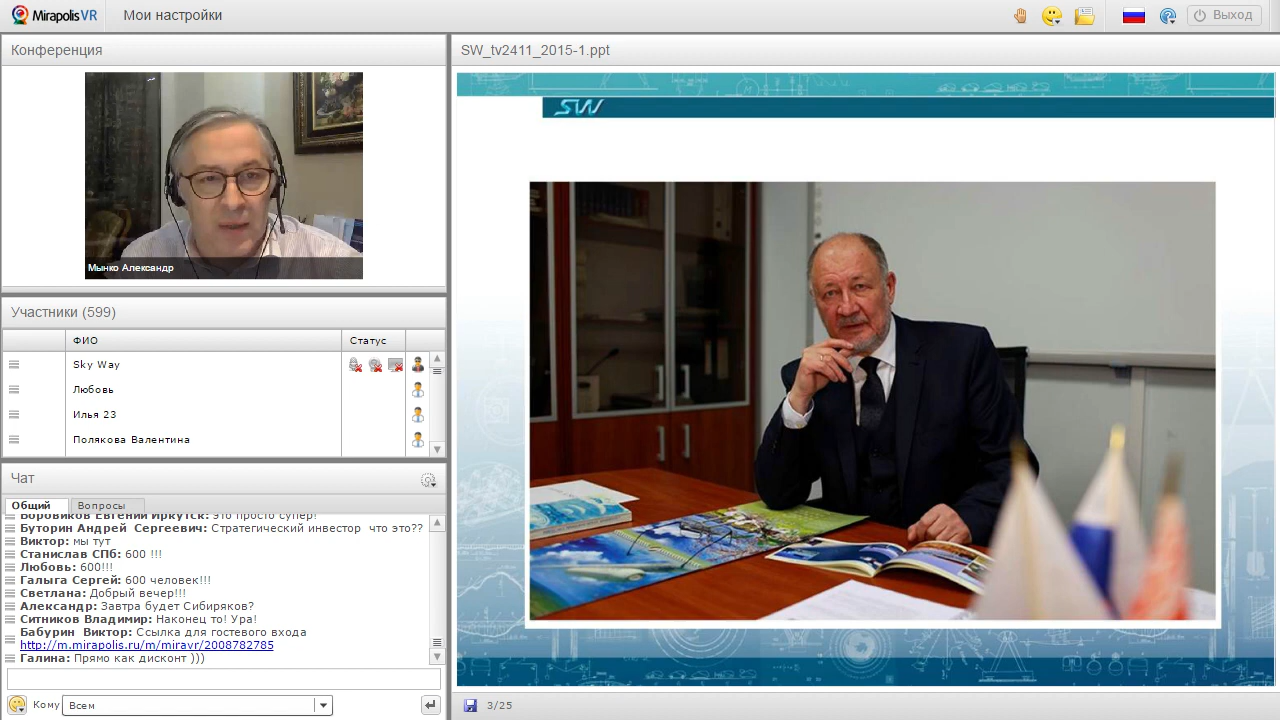 Mirapolis VR
Мои настройки
Выход
Конференция
SW_tv2411_2015-1.ppt
SW
Мынко Александр
Участники (599)
ФИО
Статус
Sky Way
Любовь
Илья 23
Полякова Валентина
Чат
Общий
Вопросы
Боровиков Евгений Иркутск: Это просто супер!
Буторин Андрей Сергеевич: Стратегический инвестор что это??
Виктор: мы тут
Станислав СПб: 600 !!!
Любовь: 600!!!
Галыга Сергей: 600 человек!!!
Светлана: Добрый вечер!!!
Александр: Завтра будет Сибиряков?
Ситников Владимир: Наконец то! Ура!
Бабурин Виктор: Ссылка для гостевого входа
http://m.mirapolis.ru/m/miravr/2008782785
Галина: Прямо как дисконт )))
Кому
Всем
3/25